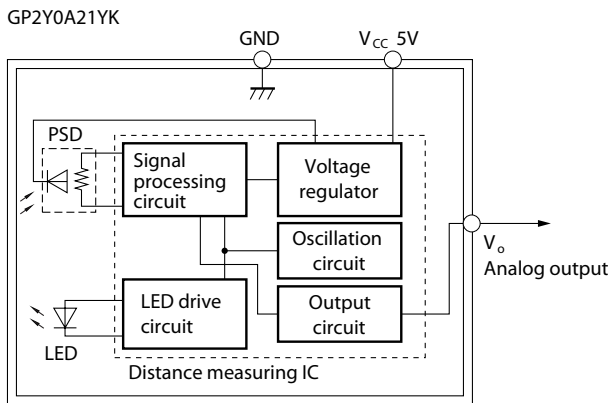 GP2Y0A21YK
GND
VCC 5V
PSD
Signal
processing
circuit
Voltage
regulator
Oscillation
circuit
Vo
Analog output
LED drive
circuit
Output
circuit
LED
Distance measuring IC